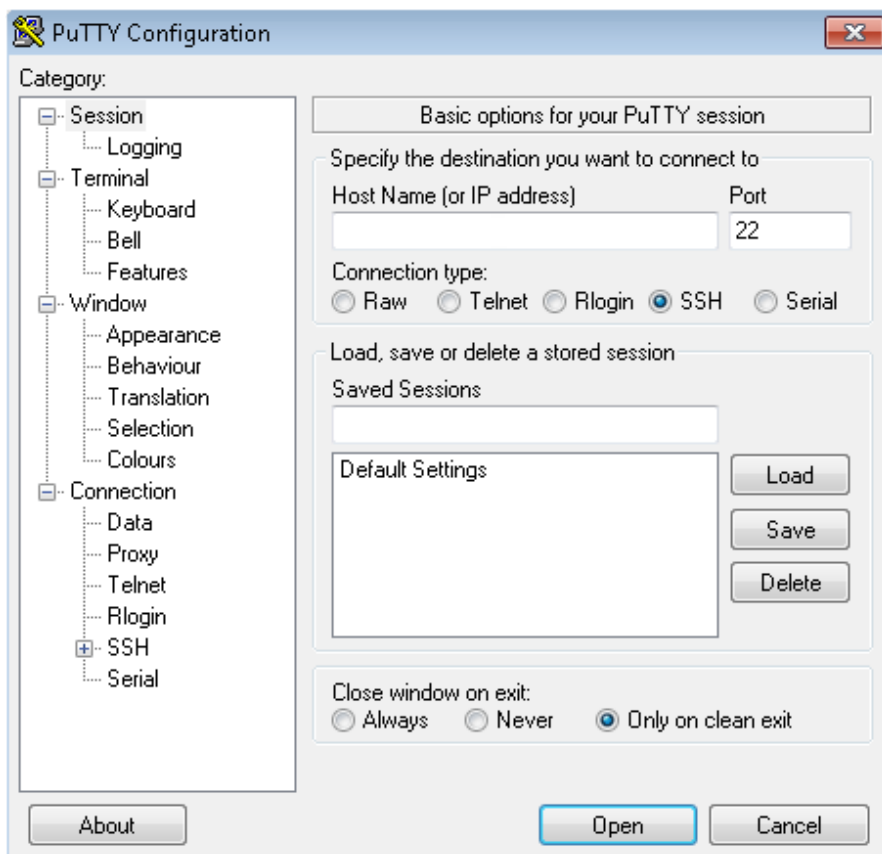 PuTTY Configuration
Category:
Session
Logging
Terminal
Keyboard
Bell
Features
Window
Appearance
Behaviour
Translation
Selection
Colours
Connection
Data
Proxy
Telnet
Rlogin
SSH
Serial
Basic options for your PuTTY session
Specify the destination you want to connect to
Host Name (or IP address) Port
22
Connection type:
Raw Telnet Rlogin SSH Serial
Load, save or delete a stored session
Saved Sessions
Default Settings
Load
Save
Delete
Close window on exit:
Always Never Only on clean exit
About Open Cancel